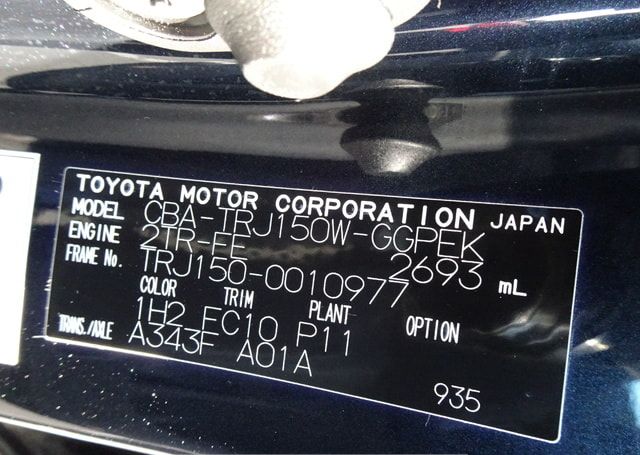 TOYOTA MOTOR CORPORATION JAPAN
MODEL CBA-TRJ150W-GGPEK
ENGINE 2TR-FE 2693 mL
FRAME No. TRJ150-0010977
COLOR TRIM PLANT OPTION
1H2 FC10 P11
TRANS./AXLE A343F A01A
935